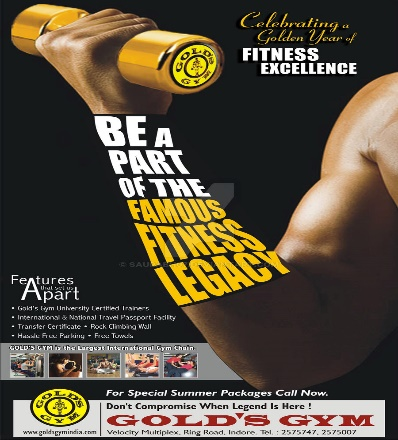 Celebrating a
Golden Year of
FITNESS
EXCELLENCE
GOLD'S
GYM
BE A
PART
OF THE
FAMOUS
FITNESS
LEGACY
Features
that set us
Apart
• Gold's Gym University Certified Trainers
• International & National Travel Passport Facility
• Transfer Certificate • Rock Climbing Wall
• Hassle Free Parking • Free Towels
GOLD'S GYM is the Largest International Gym Chain
For Special Summer Packages Call Now.
GOLD'S
GYM
www.goldsgymindia.com
Don't Compromise When Legend Is Here !
GOLD'S GYM
Velocity Multiplex, Ring Road, Indore. Tel. : 2575747, 2575007